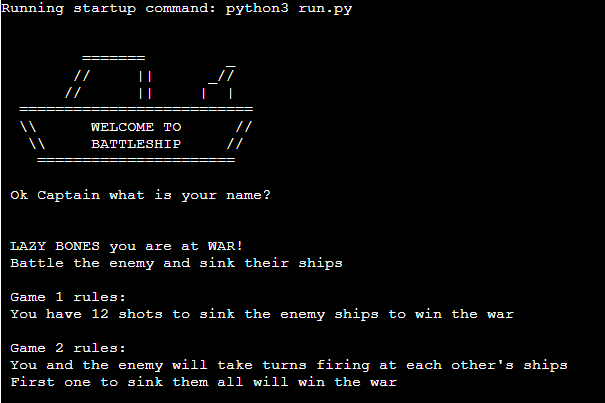 Running startup command: python3 run.py
WELCOME TO
BATTLESHIP
Ok Captain what is your name?
LAZY BONES you are at WAR!
Battle the enemy and sink their ships
Game 1 rules:
You have 12 shots to sink the enemy ships to win the war
Game 2 rules:
You and the enemy will take turns firing at each other's ships
First one to sink them all will win the war